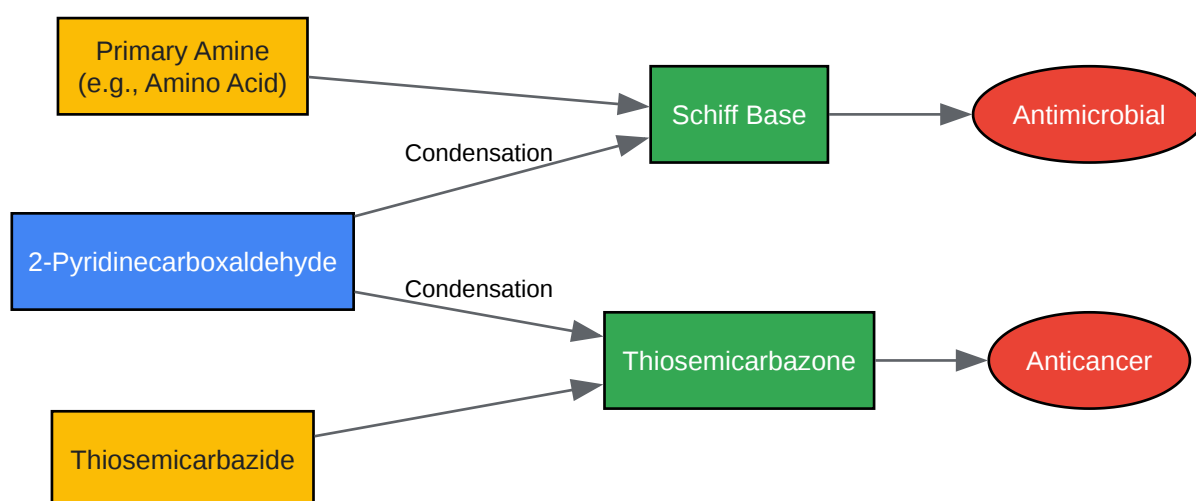 Primary Amine
(e.g., Amino Acid)
Schiff Base
Antimicrobial
Condensation
2-Pyridinecarboxaldehyde
Condensation
Thiosemicarbazone
Anticancer
Thiosemicarbazide